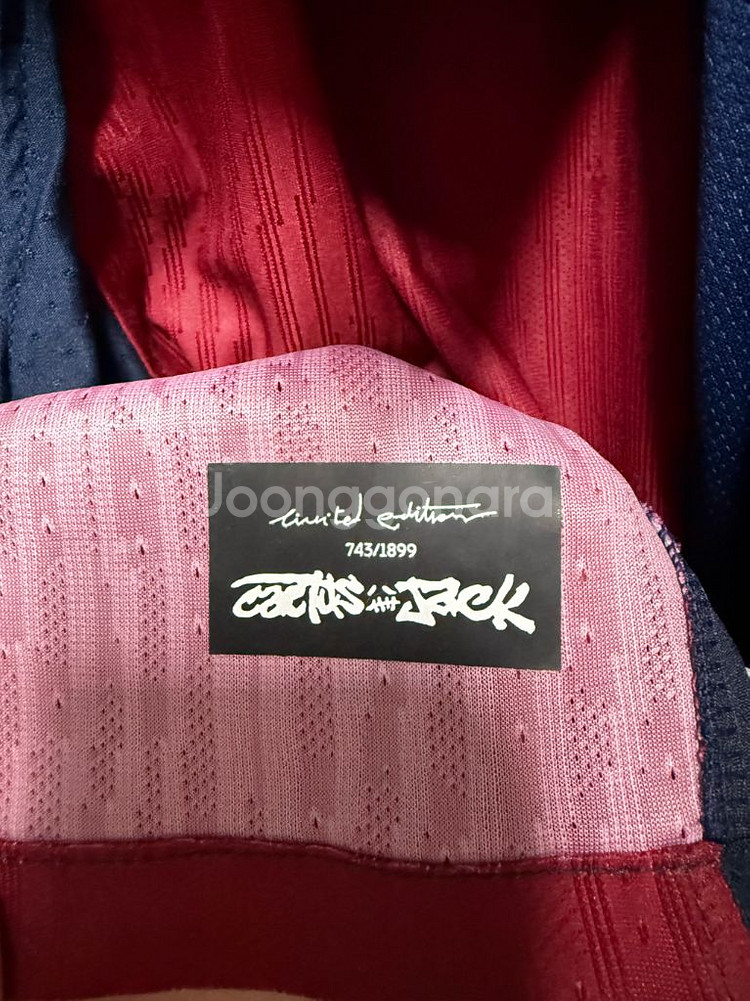 Joonggonara
limited edition
743/1899
Cactus Jack